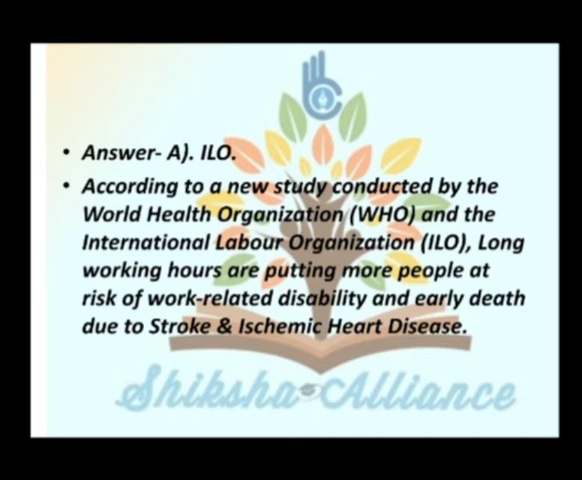 • Answer- A). ILO.
• According to a new study conducted by the
World Health Organization (WHO) and the
International Labour Organization (ILO), Long
working hours are putting more people at
risk of work-related disability and early death
due to Stroke & Ischemic Heart Disease.
Shiksha Alliance